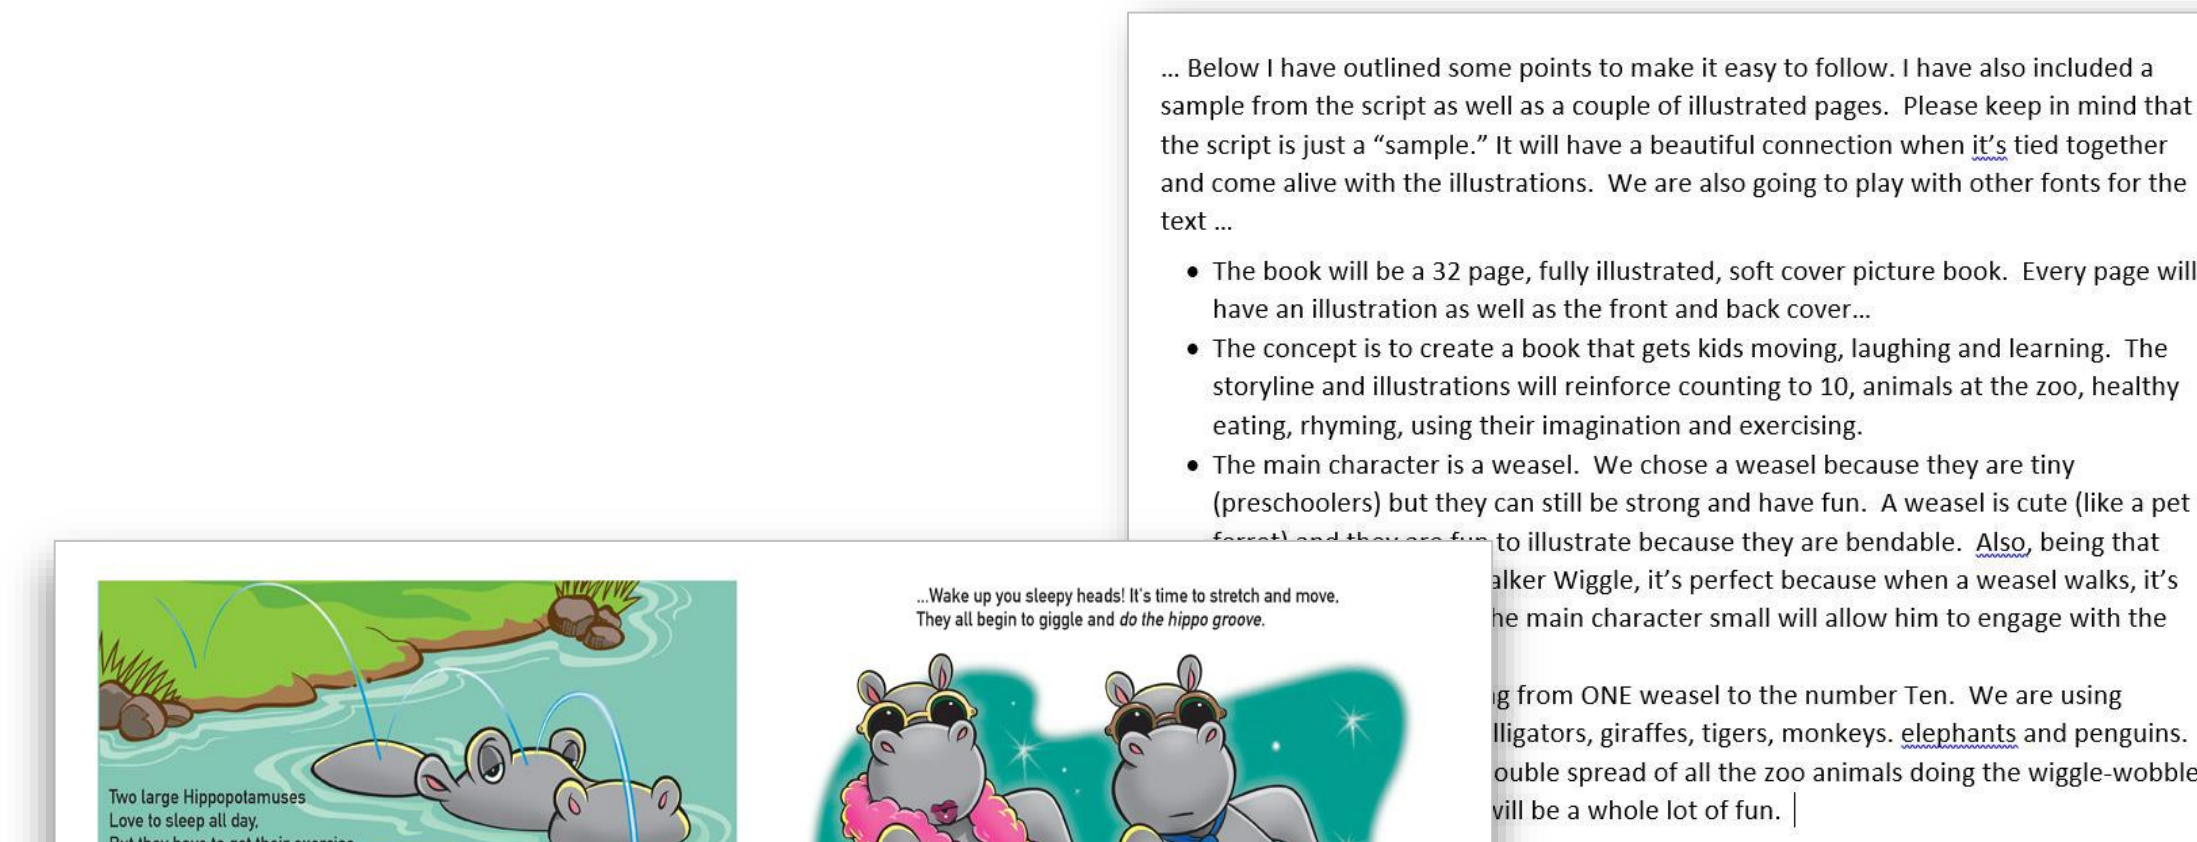 ... Below I have outlined some points to make it easy to follow. I have also included a
sample from the script as well as a couple of illustrated pages.  Please keep in mind that
the script is just a “sample.” It will have a beautiful connection when it’s tied together
and come alive with the illustrations.  We are also going to play with other fonts for the
text ...
• The book will be a 32 page, fully illustrated, soft cover picture book.  Every page will
have an illustration as well as the front and back cover...
• The concept is to create a book that gets kids moving, laughing and learning.  The
storyline and illustrations will reinforce counting to 10, animals at the zoo, healthy
eating, rhyming, using their imagination and exercising.
• The main character is a weasel.  We chose a weasel because they are tiny
(preschoolers) but they can still be strong and have fun.  A weasel is cute (like a pet
ferret) and they are fun to illustrate because they are bendable.  Also, being that
Wiggle, it’s perfect because when a weasel walks, it’s
main character small will allow him to engage with the
from ONE weasel to the number Ten.  We are using
giraffes, tigers, monkeys. elephants and penguins.
spread of all the zoo animals doing the wiggle-wobble
be a whole lot of fun.
...Wake up you sleepy heads! It's time to stretch and move,
They all begin to giggle and do the hippo groove.
Two large Hippopotamuses
Love to sleep all day,
But they have to get their exercise